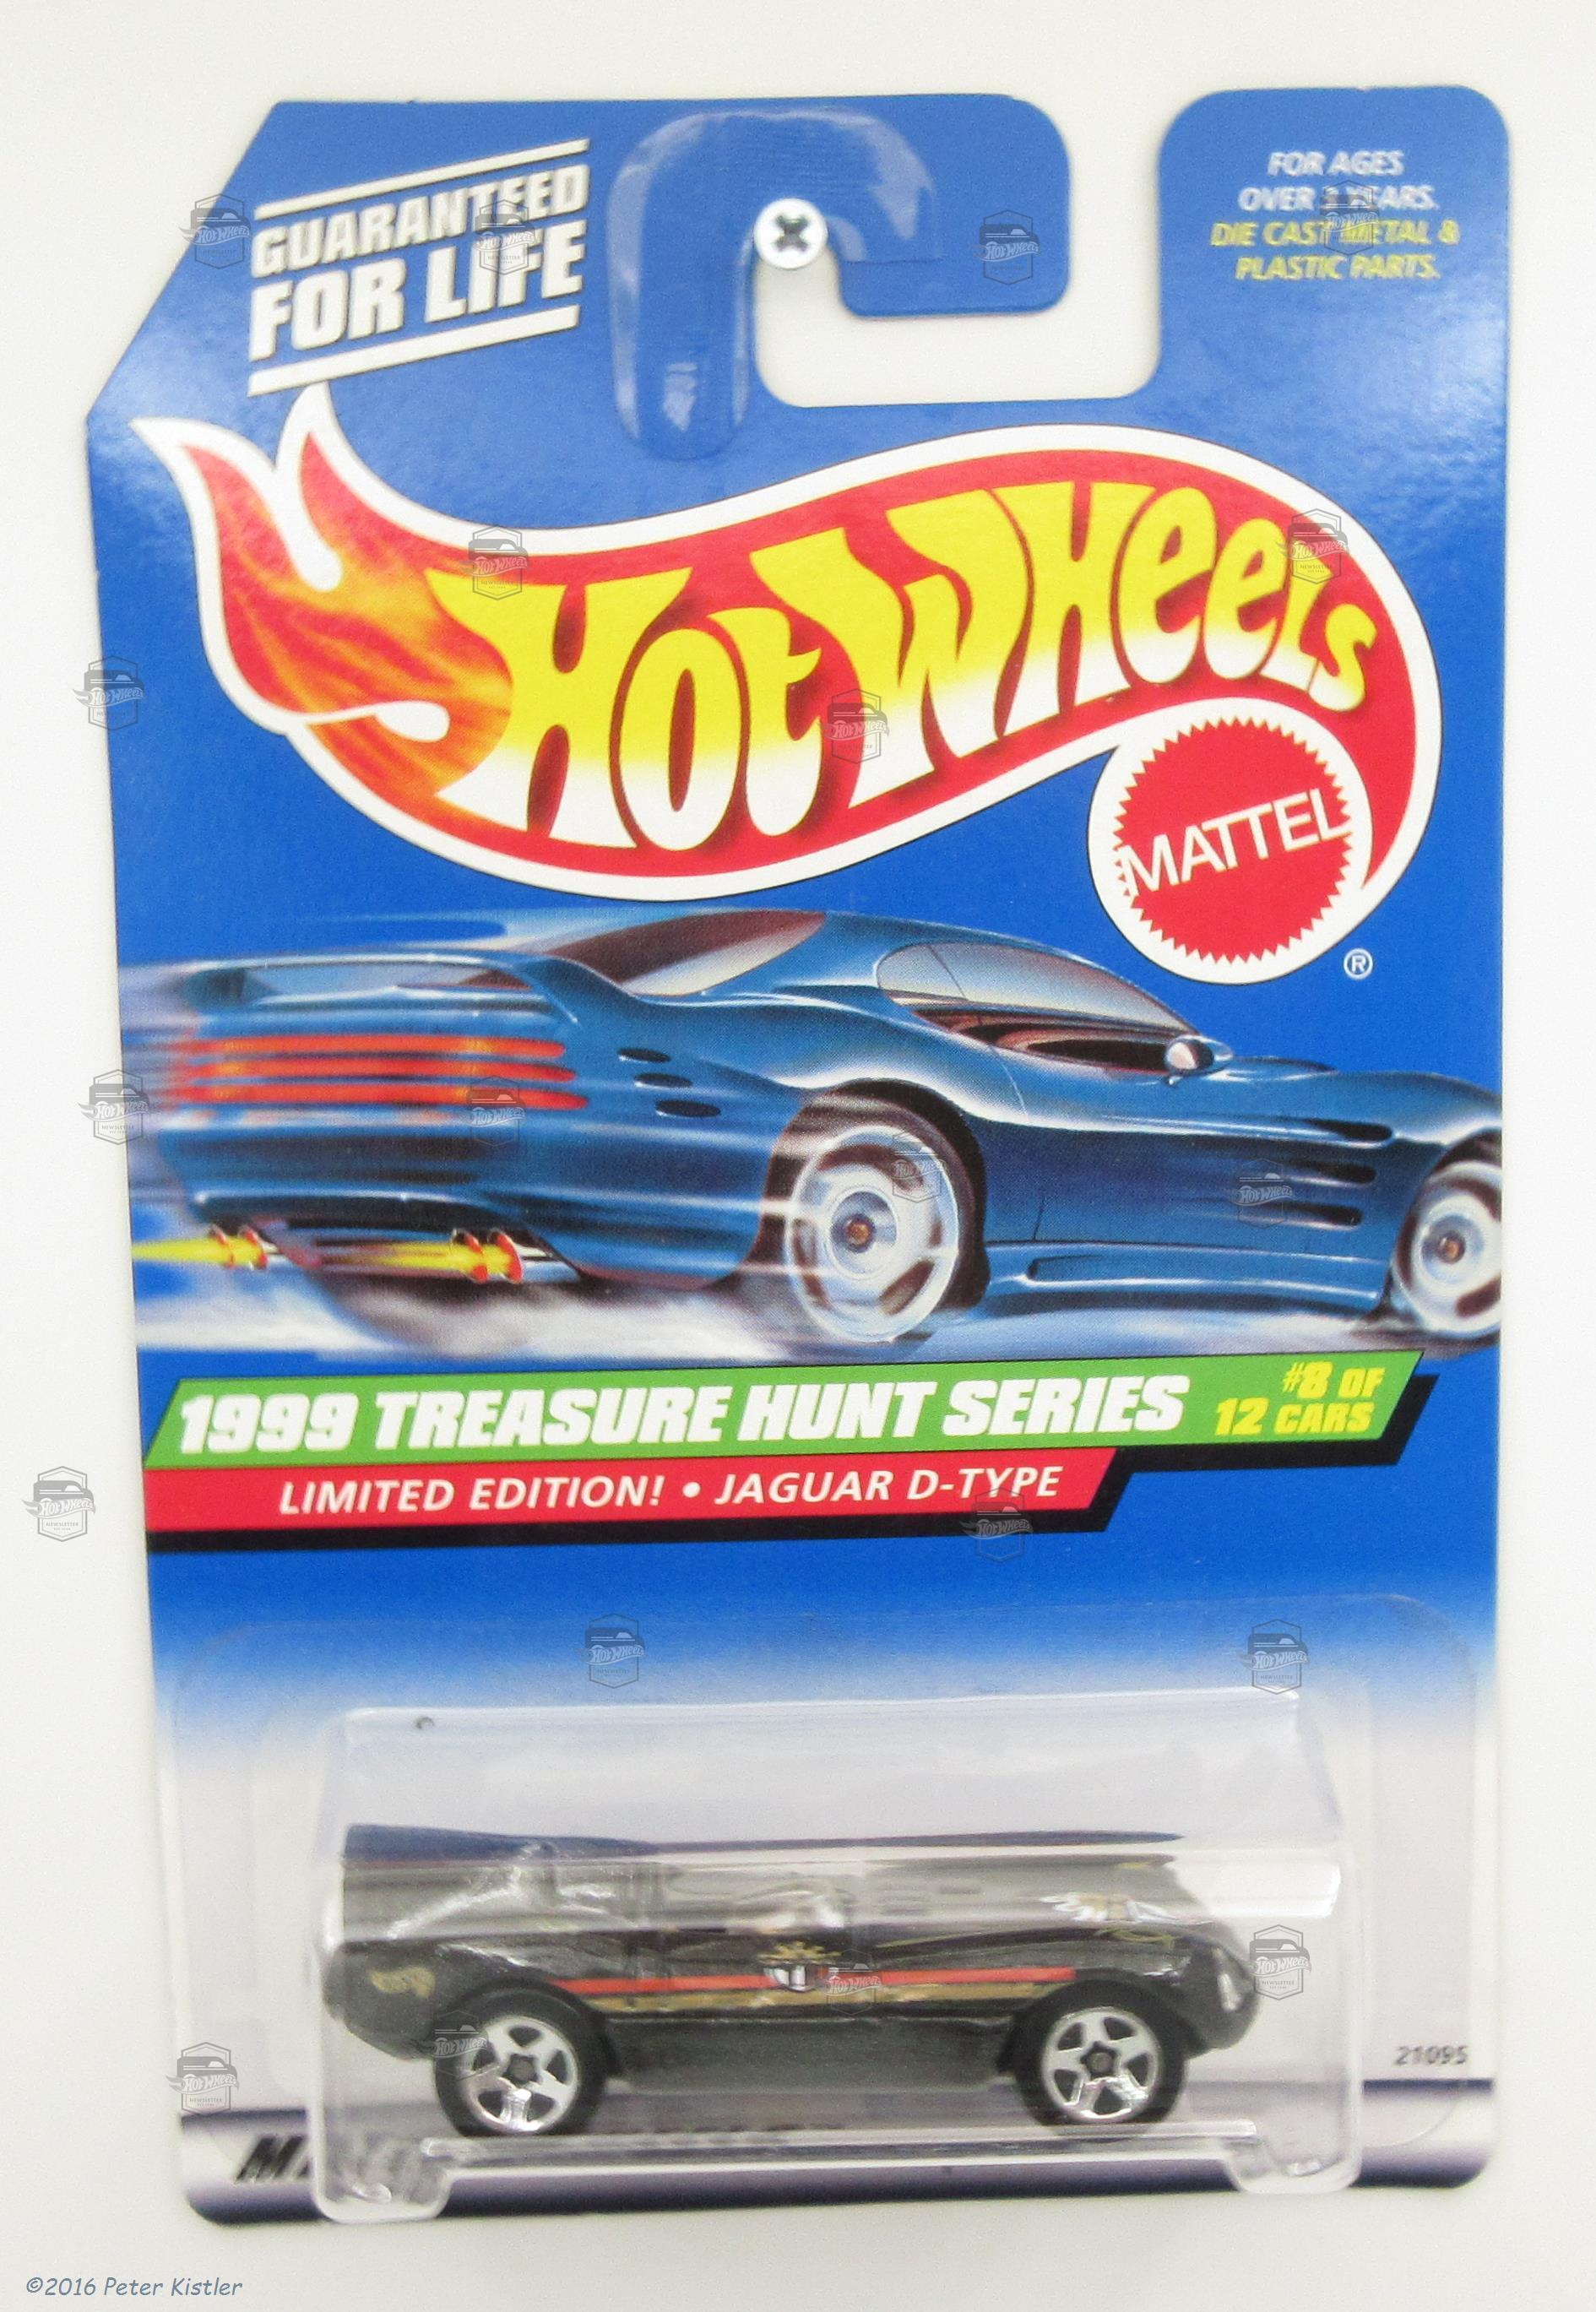 GUARANTEED
FOR LIFE
FOR AGES
OVER 3 YEARS.
DIE CAST METAL &
PLASTIC PARTS.
HOT WHEELS
MATTEL
®
1999 TREASURE HUNT SERIES
#8 OF
12 CARS
LIMITED EDITION! • JAGUAR D-TYPE
21095
©2016 Peter Kistler